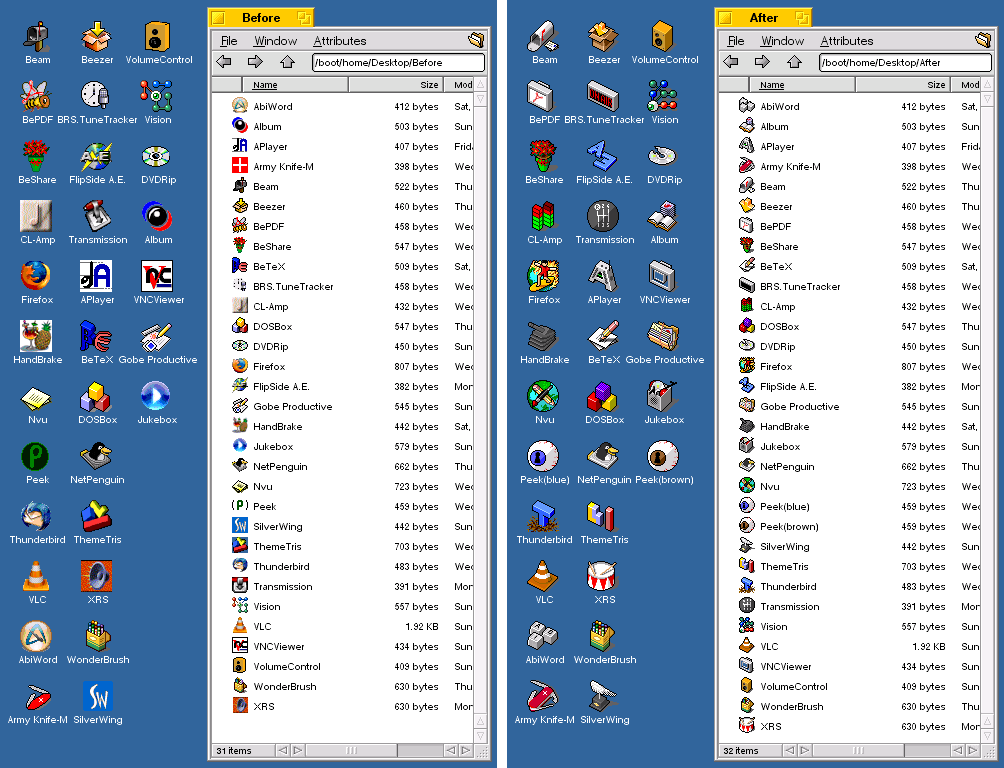 Beam Beezer VolumeControl
BePDF BRS.TuneTracker Vision
BeShare FlipSide A.E. DVDRip
CL-Amp Transmission Album
Firefox APlayer VNCViewer
HandBrake BeTeX Gobe Productive
Nvu DOSBox Jukebox
Peek NetPenguin
Thunderbird ThemeTris
VLC XRS
AbiWord WonderBrush
Army Knife-M SilverWing
Before
File Window Attributes
/boot/home/Desktop/Before
Name Size Mod
AbiWord 412 bytes Sat,
Album 503 bytes Sun
APlayer 407 bytes Frid
Army Knife-M 398 bytes Wed
Beam 522 bytes Thu
Beezer 460 bytes Thu
BePDF 458 bytes Wed
BeShare 547 bytes Wed
BeTeX 509 bytes Sat,
BRS.TuneTracker 458 bytes Wed
CL-Amp 432 bytes Wed
DOSBox 547 bytes Thu
DVDRip 450 bytes Sun
Firefox 807 bytes Wed
FlipSide A.E. 382 bytes Mon
Gobe Productive 545 bytes Sun
HandBrake 442 bytes Sat,
Jukebox 579 bytes Sun
NetPenguin 662 bytes Thu
Nvu 723 bytes Wed
Peek 459 bytes Wed
SilverWing 442 bytes Sun
ThemeTris 703 bytes Wed
Thunderbird 483 bytes Wed
Transmission 391 bytes Mon
Vision 557 bytes Sun
VLC 1.92 KB Sun
VNCViewer 434 bytes Sun
VolumeControl 409 bytes Sun
WonderBrush 630 bytes Thu
XRS 630 bytes Mon
31 items
Beam Beezer VolumeControl
BePDF BRS.TuneTracker Vision
BeShare FlipSide A.E. DVDRip
CL-Amp Transmission Album
Firefox APlayer VNCViewer
HandBrake BeTeX Gobe Productive
Nvu DOSBox Jukebox
Peek(blue) NetPenguin Peek(brown)
Thunderbird ThemeTris
VLC XRS
AbiWord WonderBrush
Army Knife-M SilverWing
After
File Window Attributes
/boot/home/Desktop/After
Name Size Mod
AbiWord 412 bytes Sat,
Album 503 bytes Sun
APlayer 407 bytes Frid
Army Knife-M 398 bytes Wed
Beam 522 bytes Thu
Beezer 460 bytes Thu
BePDF 458 bytes Wed
BeShare 547 bytes Wed
BeTeX 509 bytes Sat,
BRS.TuneTracker 458 bytes Wed
CL-Amp 432 bytes Wed
DOSBox 547 bytes Thu
DVDRip 450 bytes Sun
Firefox 807 bytes Wed
FlipSide A.E. 382 bytes Mon
Gobe Productive 545 bytes Sun
HandBrake 442 bytes Sat,
Jukebox 579 bytes Sun
NetPenguin 662 bytes Thu
Nvu 723 bytes Wed
Peek(blue) 459 bytes Wed
Peek(brown) 459 bytes Wed
SilverWing 442 bytes Sun
ThemeTris 703 bytes Wed
Thunderbird 483 bytes Wed
Transmission 391 bytes Mon
Vision 557 bytes Sun
VLC 1.92 KB Sun
VNCViewer 434 bytes Sun
VolumeControl 409 bytes Sun
WonderBrush 630 bytes Thu
XRS 630 bytes Mon
32 items